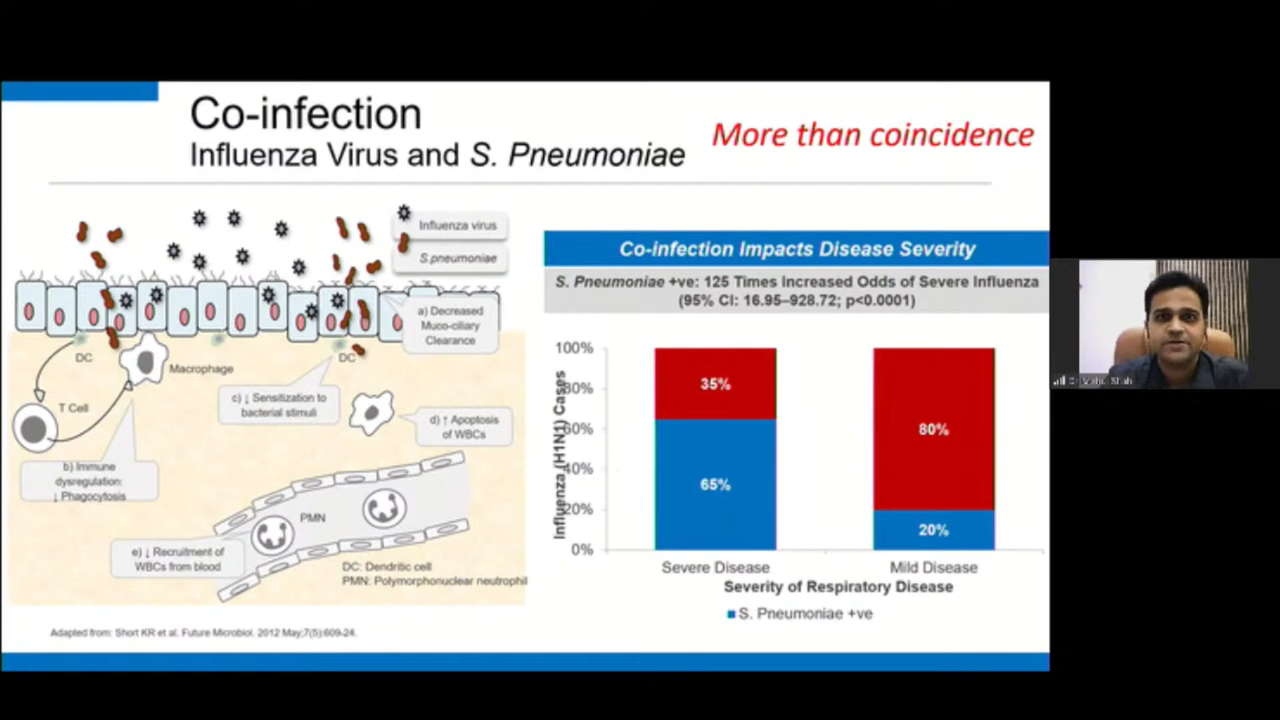 Co-infection
Influenza Virus and S. Pneumoniae
More than coincidence
Influenza virus
S.pneumoniae
a) Decreased
Muco-ciliary
Clearance
DC
Macrophage
DC
T Cell
c) ↓ Sensitization to
bacterial stimuli
d) ↑ Apoptosis
of WBCs
b) Immune
dysregulation:
↓ Phagocytosis
PMN
e) ↓ Recruitment of
WBCs from blood
DC: Dendritic cell
PMN: Polymorphonuclear neutrophil
Adapted from: Short KR et al. Future Microbiol. 2012 May;7(5):609-24.
Co-infection Impacts Disease Severity
S. Pneumoniae +ve: 125 Times Increased Odds of Severe Influenza
(95% CI: 16.95–928.72; p<0.0001)
Influenza (H1N1) Cases
100%
80%
60%
40%
20%
0%
35%
65%
80%
20%
Severe Disease
Mild Disease
Severity of Respiratory Disease
S. Pneumoniae +ve
Shah